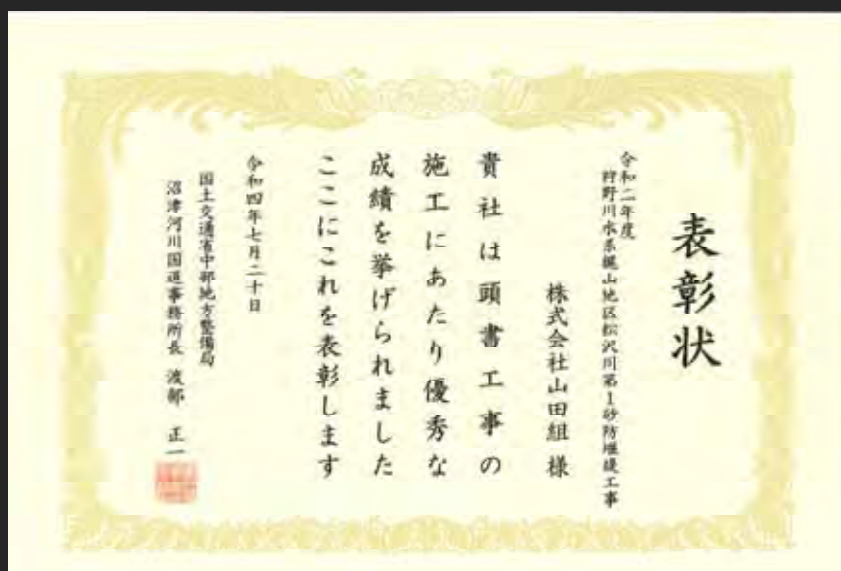 表彰状
令和二年度
狩野川水系梶山地区松沢川第1砂防堰堤工事
株式会社山田組 様
貴社は頭書工事の
施工にあたり優秀な
成績を挙げられました
ここにこれを表彰します
令和四年七月二十日
国土交通省中部地方整備局
沼津河川国道事務所長 渡部 正一